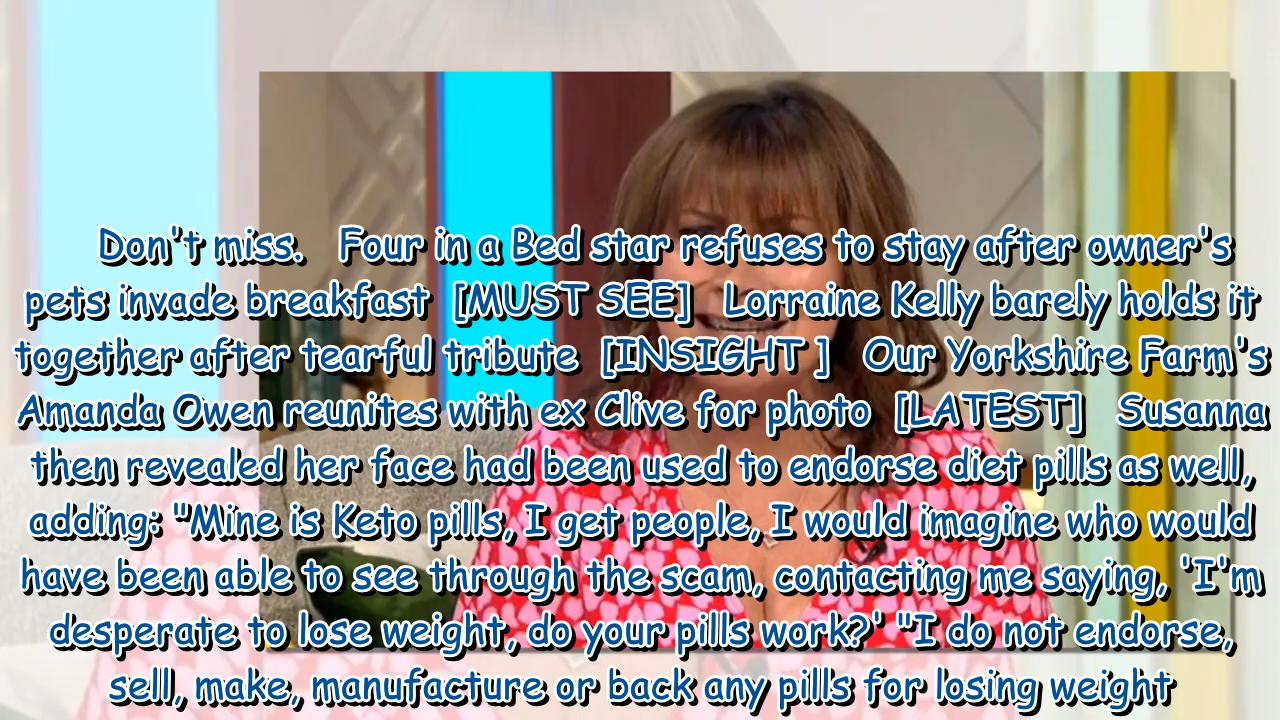 Don't miss. Four in a Bed star refuses to stay after owner's
pets invade breakfast [MUST SEE] Lorraine Kelly barely holds it
together after tearful tribute [INSIGHT ] Our Yorkshire Farm's
Amanda Owen reunites with ex Clive for photo [LATEST] Susanna
then revealed her face had been used to endorse diet pills as well,
adding: "Mine is Keto pills, I get people, I would imagine who would
have been able to see through the scam, contacting me saying, 'I'm
desperate to lose weight, do your pills work?' "I do not endorse,
sell, make, manufacture or back any pills for losing weight